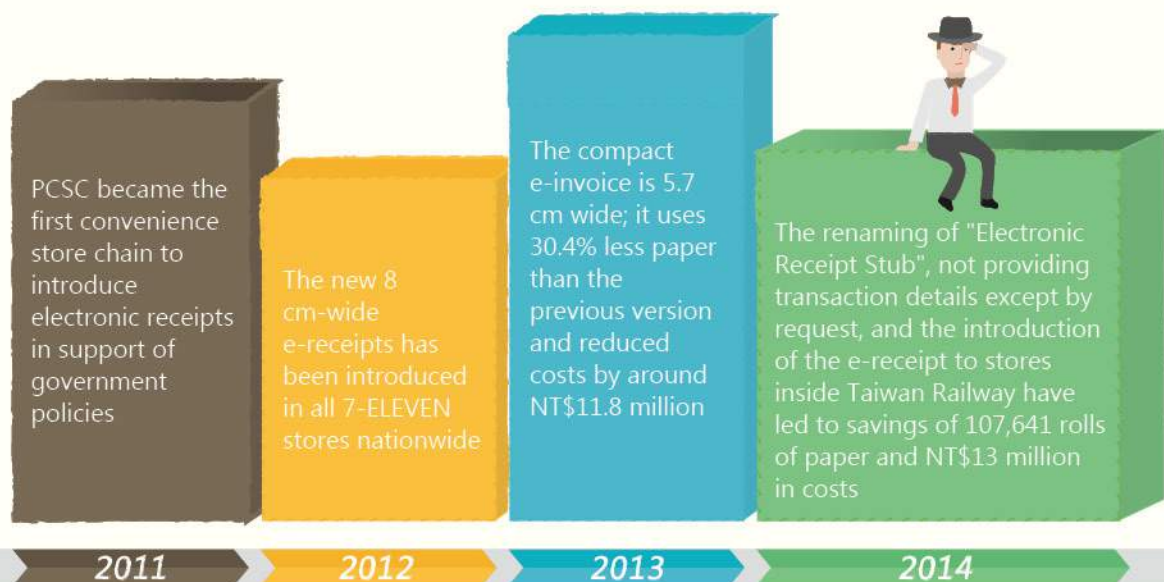 PCSC became the
first convenience
store chain to
introduce
electronic receipts
in support of
government
policies
The new 8
cm-wide
e-receipts has
been introduced
in all 7-ELEVEN
stores nationwide
The compact
e-invoice is 5.7
cm wide; it uses
30.4% less paper
than the
previous version
and reduced
costs by around
NT$11.8 million
The renaming of "Electronic
Receipt Stub", not providing
transaction details except by
request, and the introduction
of the e-receipt to stores
inside Taiwan Railway have
led to savings of 107,641 rolls
of paper and NT$13 million
in costs
2011
2012
2013
2014